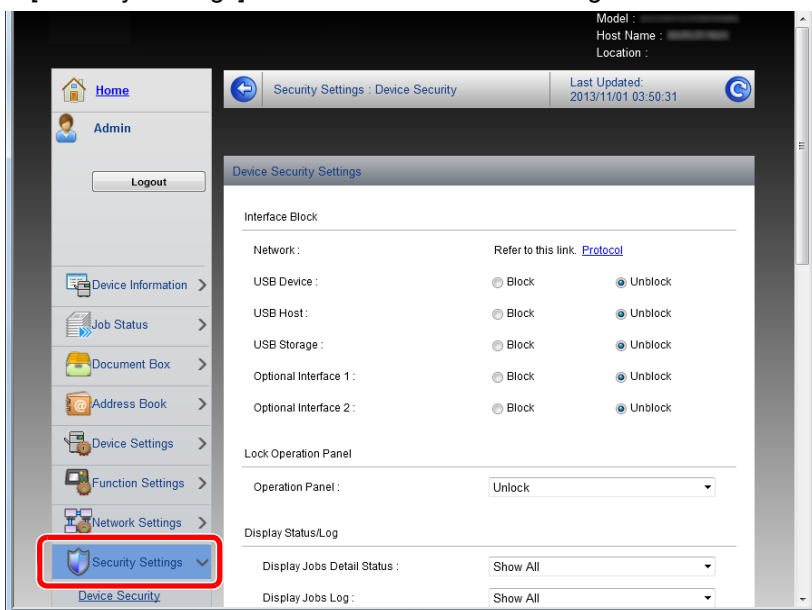 Model :
Host Name :
Location :
Home
Security Settings : Device Security
Last Updated:
2013/11/01 03:50:31
Admin
Logout
Device Security Settings
Interface Block
Network :
Refer to this link. Protocol
USB Device :
Block
Unblock
USB Host :
Block
Unblock
USB Storage :
Block
Unblock
Optional Interface 1 :
Block
Unblock
Optional Interface 2 :
Block
Unblock
Lock Operation Panel
Operation Panel :
Unlock
Display Status/Log
Display Jobs Detail Status :
Show All
Display Jobs Log :
Show All
Device Information
Job Status
Document Box
Address Book
Device Settings
Function Settings
Network Settings
Security Settings
Device Security